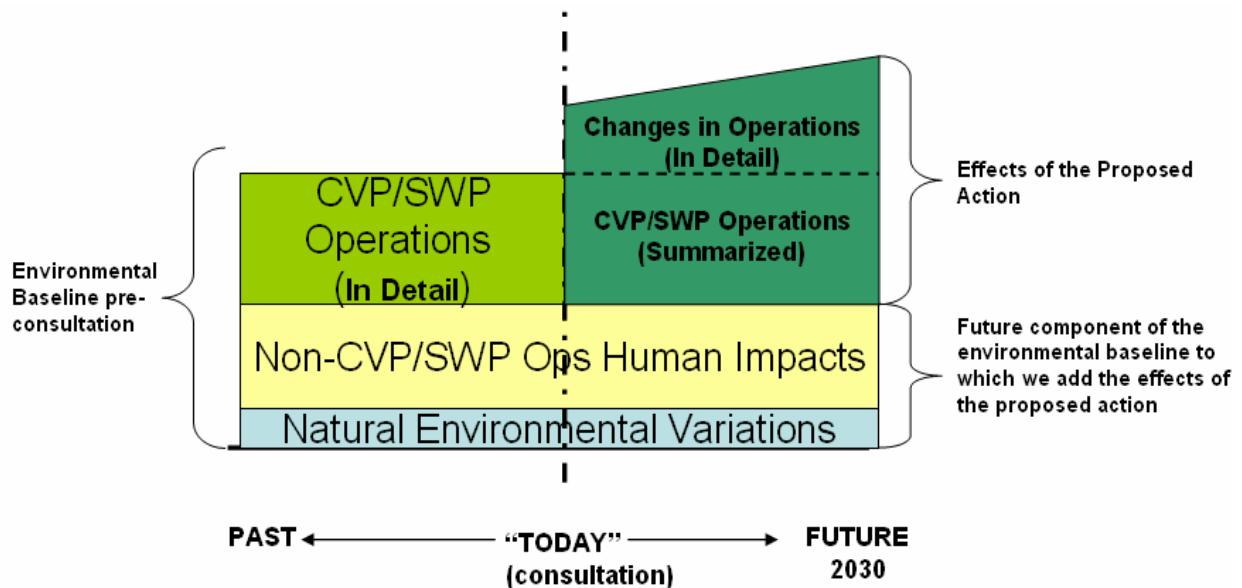 Environmental
Baseline pre-
consultation
CVP/SWP
Operations
(In Detail)
Changes in Operations
(In Detail)
CVP/SWP Operations
(Summarized)
Non-CVP/SWP Ops Human Impacts
Natural Environmental Variations
Effects of the Proposed
Action
Future component of the
environmental baseline to
which we add the effects of
the proposed action
PAST
“TODAY”
(consultation)
FUTURE
2030